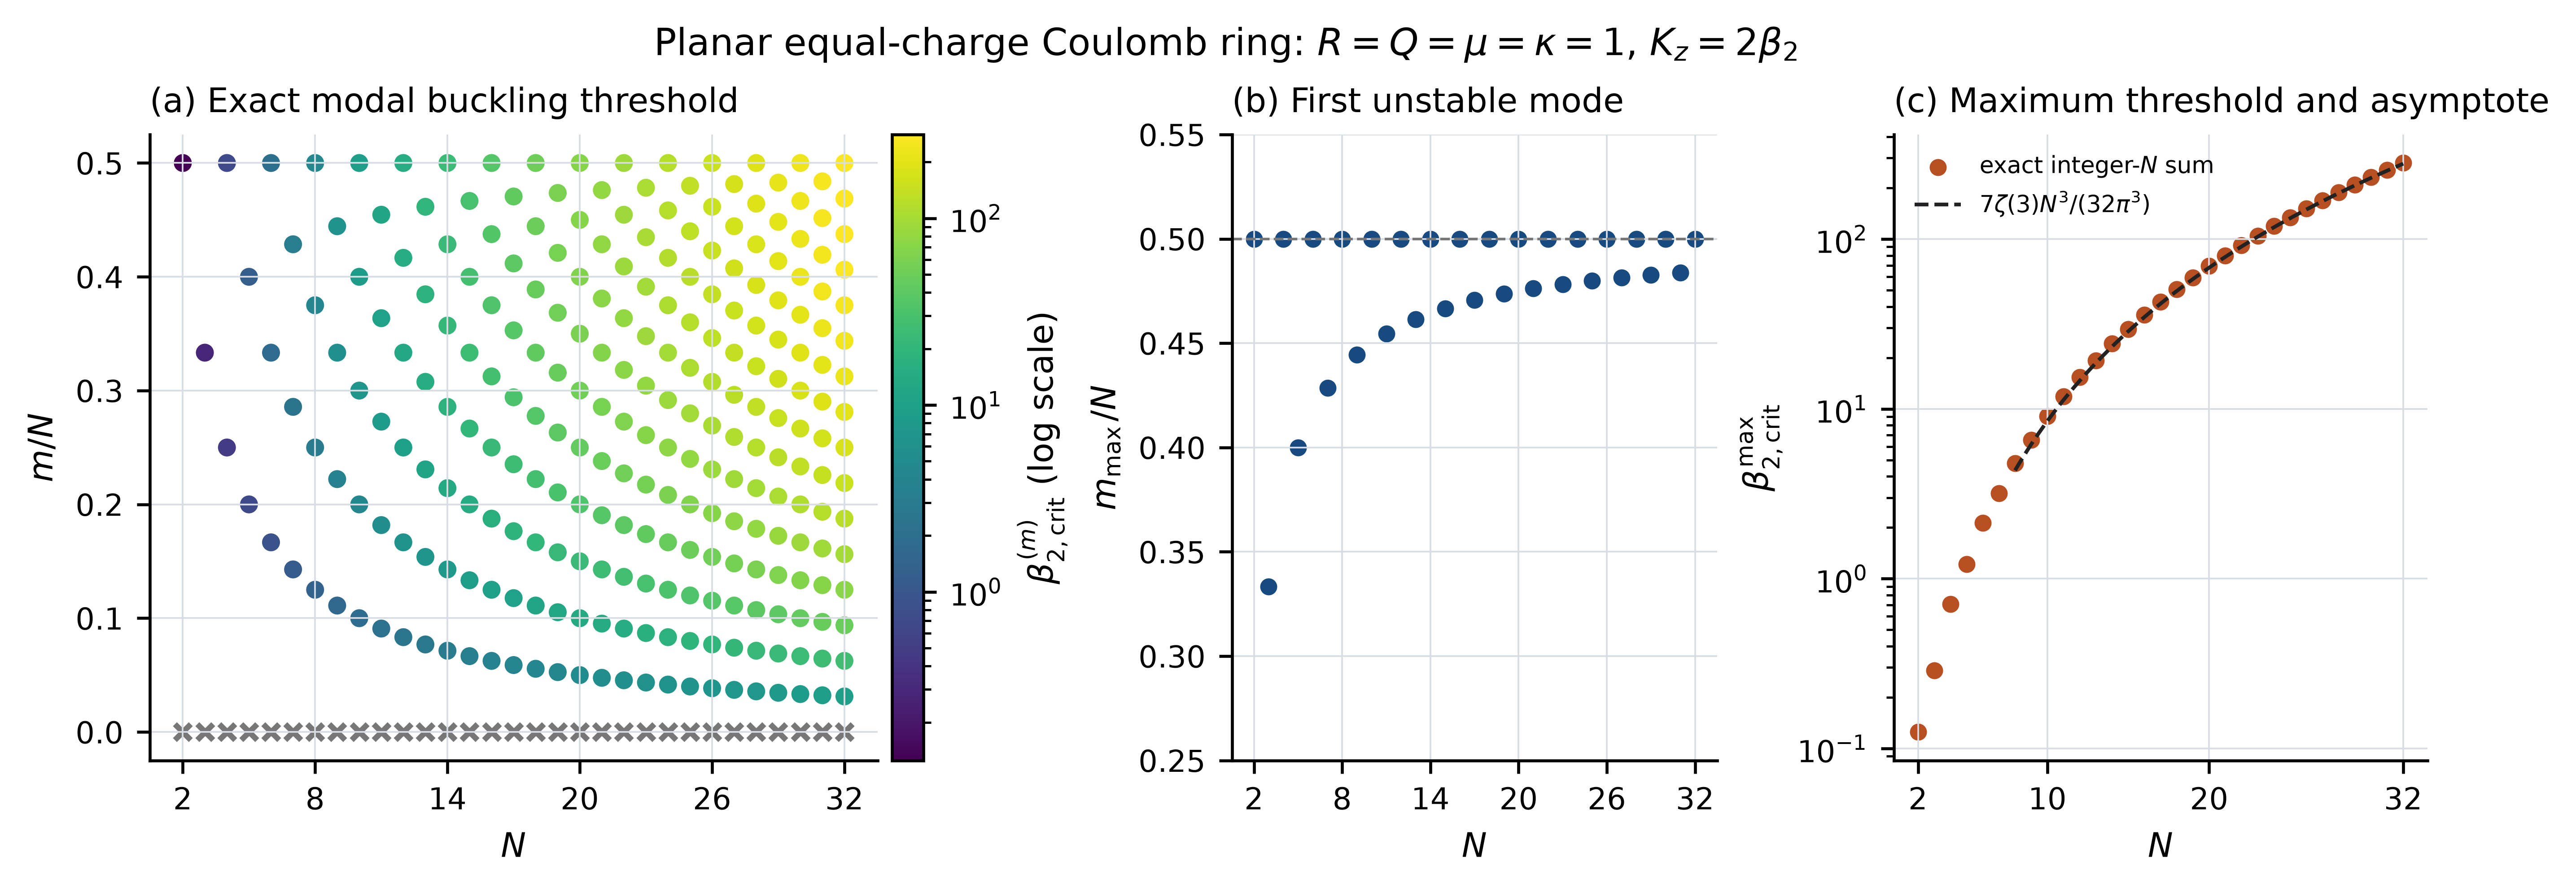 Planar equal-charge Coulomb ring: R = Q = μ = κ = 1, K_z = 2β_2
(a) Exact modal buckling threshold
0.5
0.4
0.3
0.2
0.1
0.0
m/N
2 8 14 20 26 32
N
10^2
10^1
10^0
β_{2, crit}^{(m)} (log scale)
(b) First unstable mode
0.55
0.50
0.45
0.40
0.35
0.30
0.25
m_max/N
2 8 14 20 26 32
N
(c) Maximum threshold and asymptote
exact integer-N sum
7ζ(3)N^3/(32π^3)
10^2
10^1
10^0
10^{−1}
β_{2, crit}^{max}
2 10 20 32
N